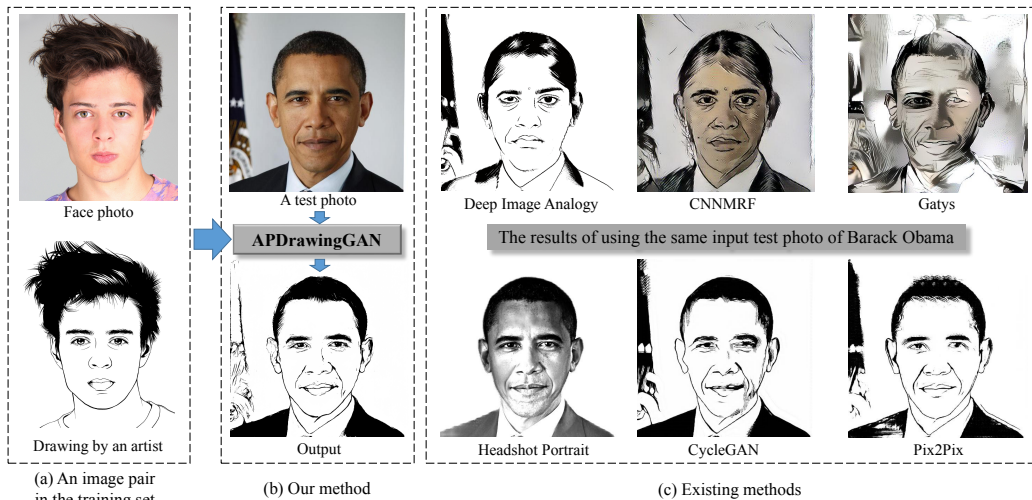 Face photo
Drawing by an artist
(a) An image pair
in the training set
A test photo
APDrawingGAN
Output
(b) Our method
Deep Image Analogy
CNNMRF
Gatys
The results of using the same input test photo of Barack Obama
Headshot Portrait
CycleGAN
Pix2Pix
(c) Existing methods